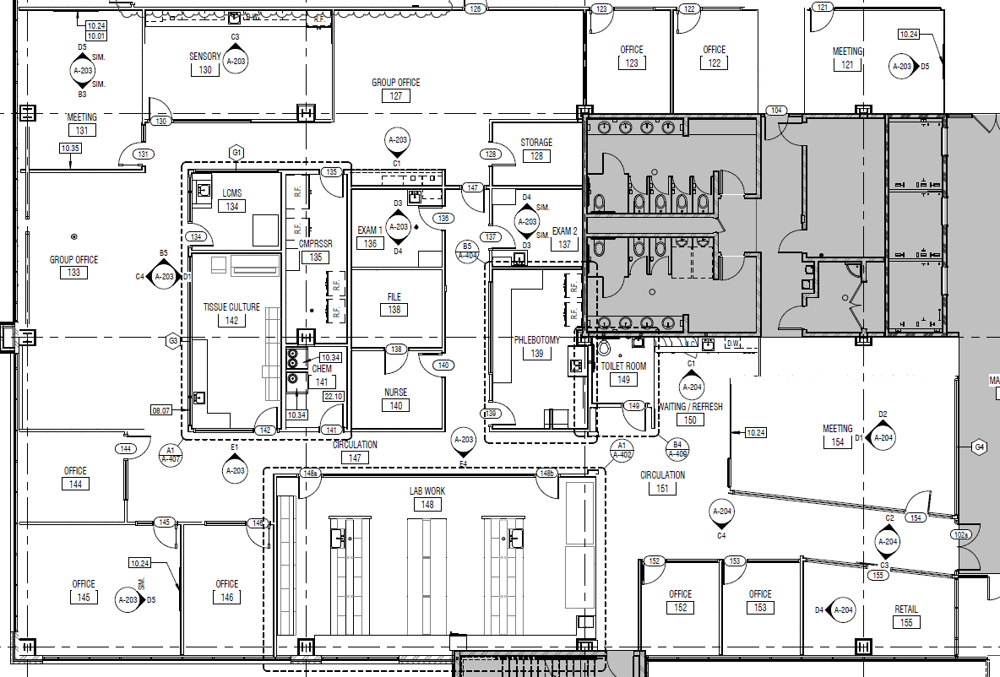 126
123
122
121
10.24
10.01
D5
SIM.
A-203
SIM.
B3
MEETING
131
10.35
131
D.W.
R.F.
C3
SENSORY
130
A-203
130
GROUP OFFICE
127
OFFICE
123
OFFICE
122
MEETING
121
10.24
A-203
D5
104
A-203
C1
STORAGE
128
128
G1
135
147
LCMS
134
134
R.F.
R.F.
CMPRSSR
135
R.F.
R.F.
D3
EXAM 1
136
A-203
D4
136
D4
SIM.
A-203
SIM.
D3
EXAM 2
137
137
B5
A-404
GROUP OFFICE
133
B5
C4
A-203
D1
TISSUE CULTURE
142
G3
FILE
138
138
R.F.
R.F.
PHLEBOTOMY
139
139
10.34
CHEM
141
22.10
10.34
141
08.07
142
140
NURSE
140
TOILET ROOM
149
149
D.W.
C1
A-204
WAITING / REFRESH
150
10.24
MEETING
154
D2
D1
A-204
G4
MA
A1
A-407
E1
A-203
CIRCULATION
147
A-203
E4
A1
A-402
B4
A-409
CIRCULATION
151
144
OFFICE
144
148a
148b
LAB WORK
148
A-204
C4
154
C2
A-204
C3
102a
145
146
10.24
OFFICE
145
SIM.
A-203
D5
OFFICE
146
152
153
155
OFFICE
152
OFFICE
153
D4
A-204
RETAIL
155